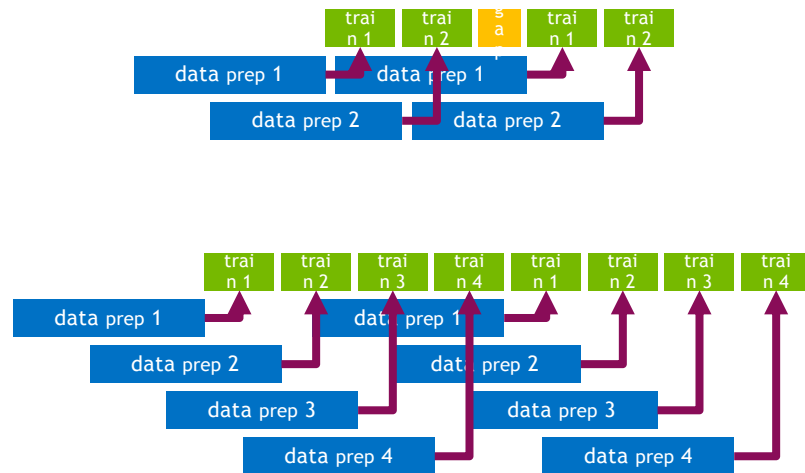 trai
n 1
trai
n 2
g
a
p
trai
n 1
trai
n 2
data prep 1
data prep 1
data prep 2
data prep 2
trai
n 1
trai
n 2
trai
n 3
trai
n 4
trai
n 1
trai
n 2
trai
n 3
trai
n 4
data prep 1
data prep 1
data prep 2
data prep 2
data prep 3
data prep 3
data prep 4
data prep 4